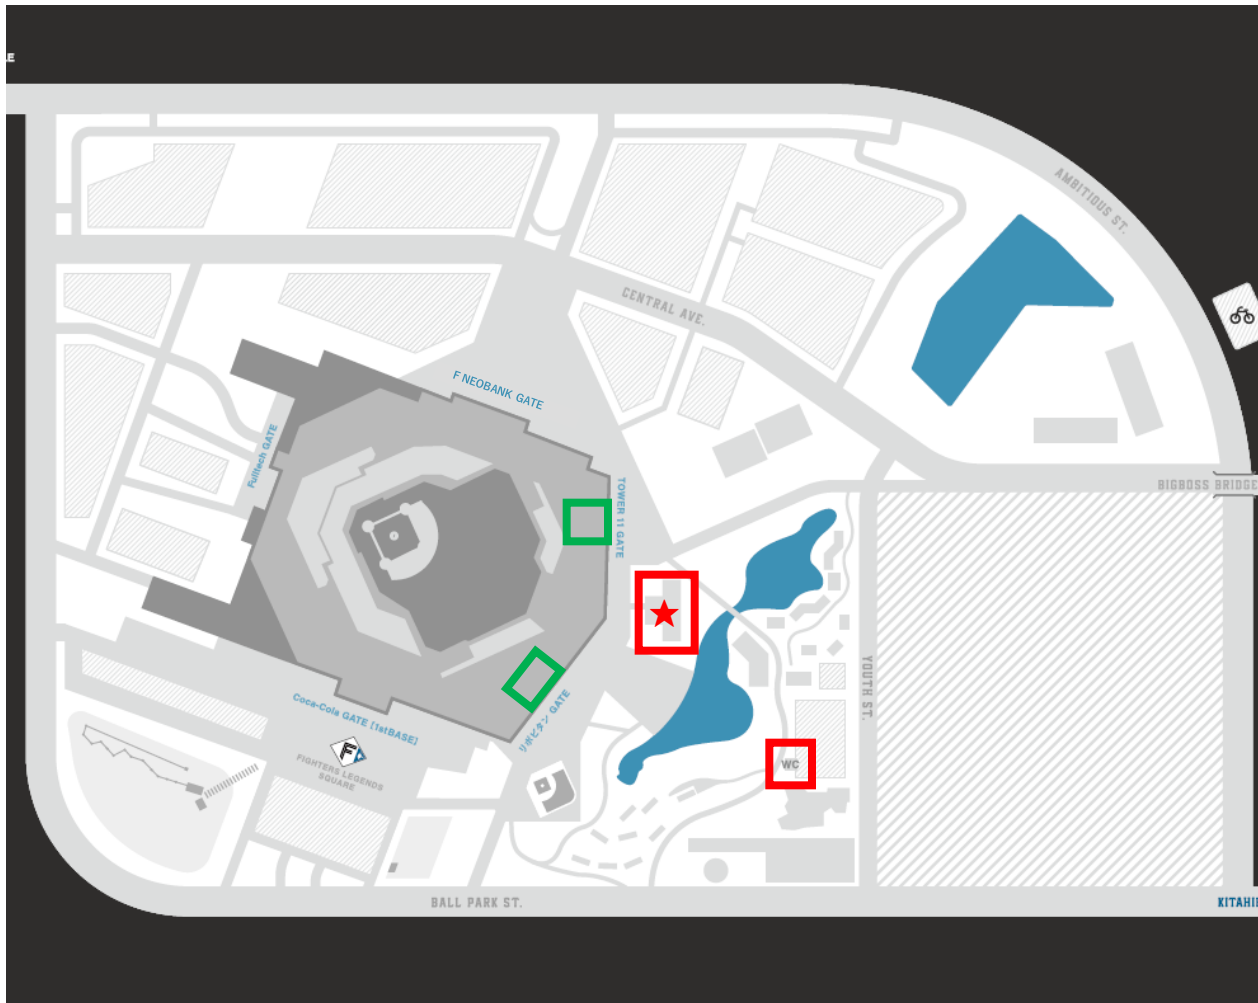 LE
AMBITIOUS ST.
CENTRAL AVE.
F NEOBANK GATE
Fulltech GATE
TOWER 11 GATE
BIGBOSS BRIDGE
YOUTH ST.
リポビタン GATE
Coca-Cola GATE [1stBASE]
F
FIGHTERS LEGENDS
SQUARE
WC
BALL PARK ST.
KITAHI